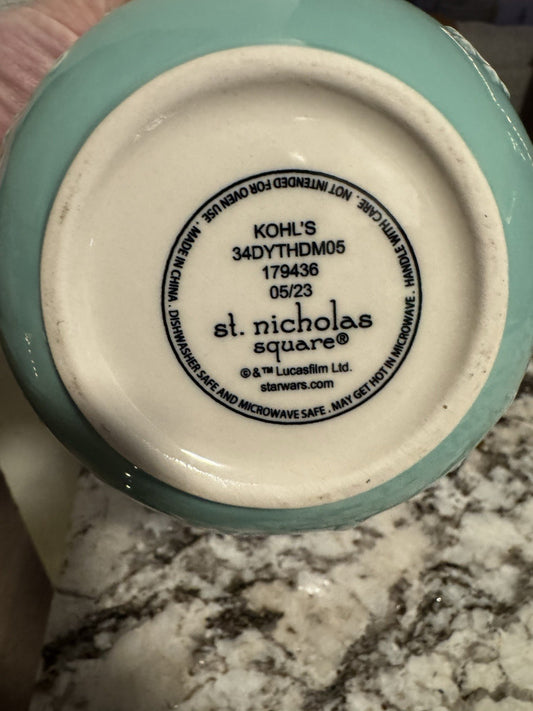 KOHL'S
34DYTHDM05
179436
05/23
st. nicholas
square®
©&™ Lucasfilm Ltd.
starwars.com
MADE IN CHINA . DISHWASHER SAFE AND MICROWAVE SAFE . MAY GET HOT IN MICROWAVE . HANDLE WITH CARE . NOT INTENDED FOR OVEN USE .